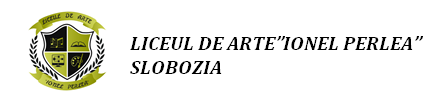 LICEUL DE ARTE
LICEUL DE ARTE”IONEL PERLEA”
SLOBOZIA
IONEL PERLEA